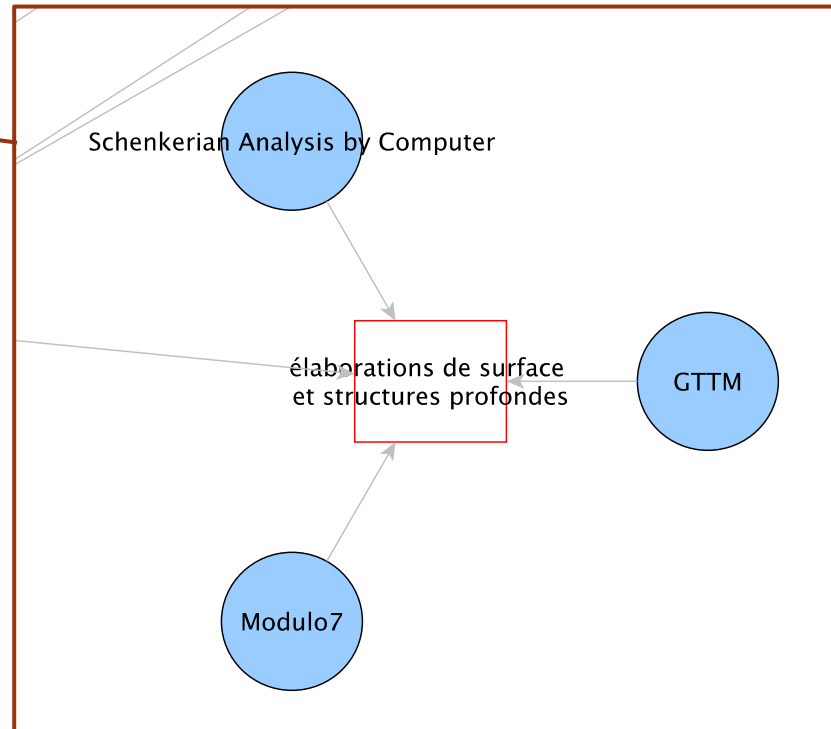 Schenkerian Analysis by Computer
élaborations de surface
et structures profondes
GTTM
Modulo7